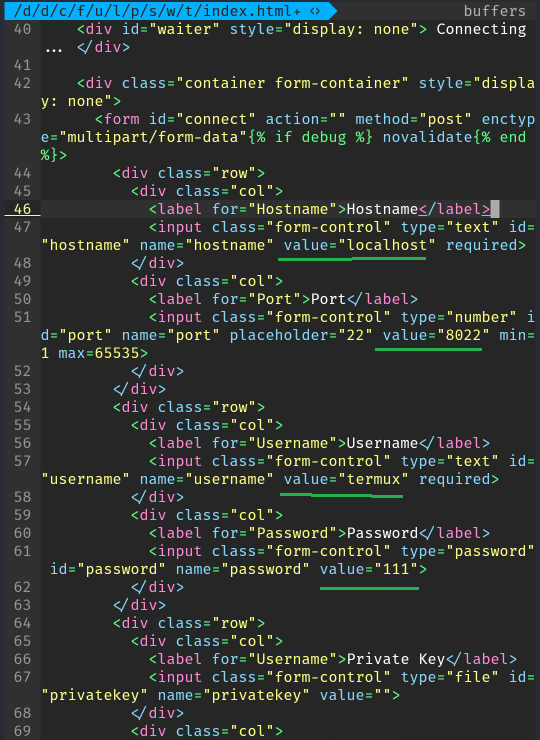 /d/d/c/f/u/l/p/s/w/t/index.html+ <> buffers
40 <div id="waiter" style="display: none"> Connecting
... </div>
41
42 <div class="container form-container" style="displa
y: none">
43 <form id="connect" action="" method="post" enctyp
e="multipart/form-data"{% if debug %} novalidate{% end
%}>
44 <div class="row">
45 <div class="col">
46 <label for="Hostname">Hostname</label>
47 <input class="form-control" type="text" id=
"hostname" name="hostname" value="localhost" required>
48 </div>
49 <div class="col">
50 <label for="Port">Port</label>
51 <input class="form-control" type="number" i
d="port" name="port" placeholder="22" value="8022" min=
1 max=65535>
52 </div>
53 </div>
54 <div class="row">
55 <div class="col">
56 <label for="Username">Username</label>
57 <input class="form-control" type="text" id=
"username" name="username" value="termux" required>
58 </div>
59 <div class="col">
60 <label for="Password">Password</label>
61 <input class="form-control" type="password"
id="password" name="password" value="111">
62 </div>
63 </div>
64 <div class="row">
65 <div class="col">
66 <label for="Username">Private Key</label>
67 <input class="form-control" type="file" id=
"privatekey" name="privatekey" value="">
68 </div>
69 <div class="col">